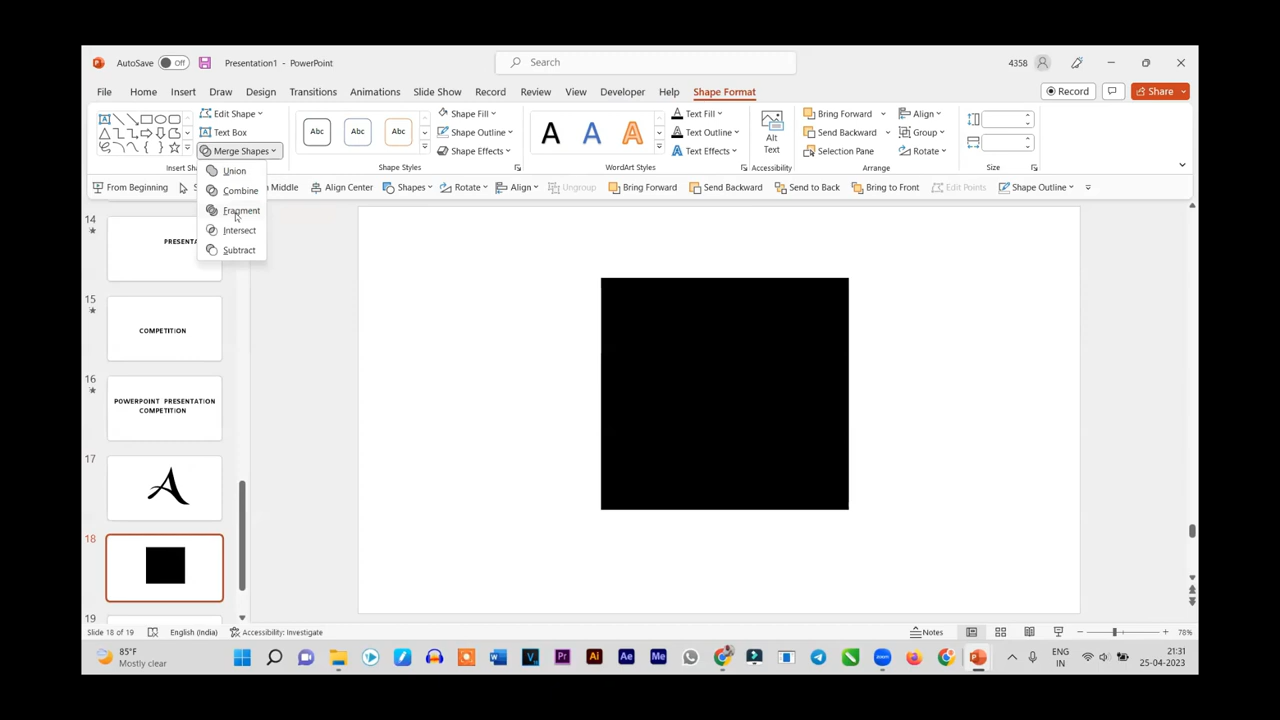 AutoSave Off Presentation1 - PowerPoint Search 4358
File Home Insert Draw Design Transitions Animations Slide Show Record Review View Developer Help Shape Format Record Share
Edit Shape
Text Box
Merge Shapes
Insert Sha
Abc Abc Abc
Shape Fill
Shape Outline
Shape Effects
Shape Styles
A A A
Text Fill
Text Outline
Text Effects
WordArt Styles
Alt
Text
Accessibility
Bring Forward
Send Backward
Selection Pane
Align
Group
Rotate
Arrange
Size
From Beginning S Middle Align Center Shapes Rotate Align Ungroup Bring Forward Send Backward Send to Back Bring to Front Edit Points Shape Outline
Union
Combine
Fragment
Intersect
Subtract
14
PRESENTA
15
COMPETITION
16
POWERPOINT PRESENTATION
COMPETITION
17
A
18
19
Slide 18 of 19 English (India) Accessibility: Investigate Notes 78%
85°F
Mostly clear
W V Pr Ai Ae Me
ENG
IN
21:31
25-04-2023